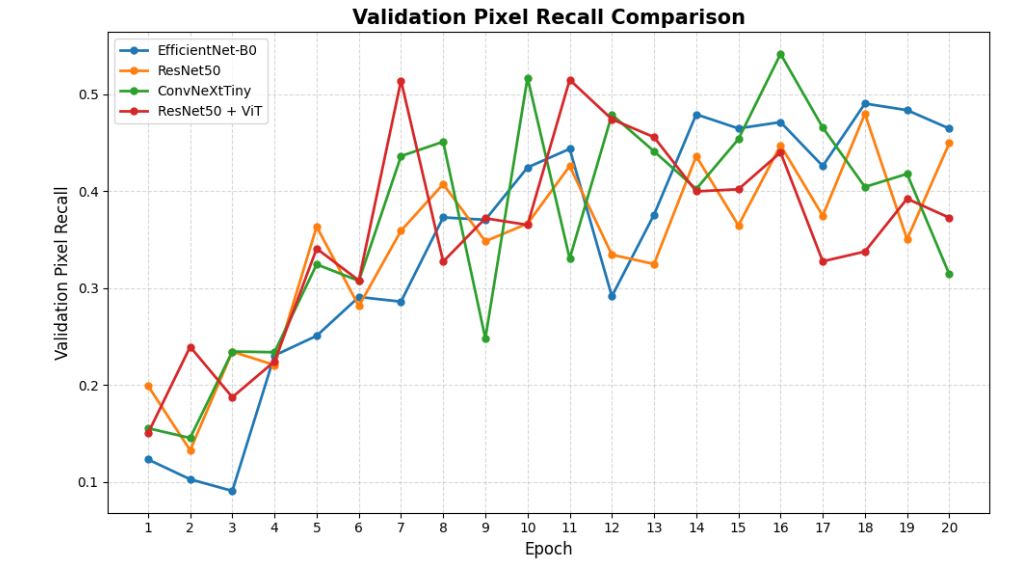 Validation Pixel Recall Comparison
EfficientNet-B0
ResNet50
ConvNeXtTiny
ResNet50 + ViT
Validation Pixel Recall
0.5
0.4
0.3
0.2
0.1
1 2 3 4 5 6 7 8 9 10 11 12 13 14 15 16 17 18 19 20
Epoch